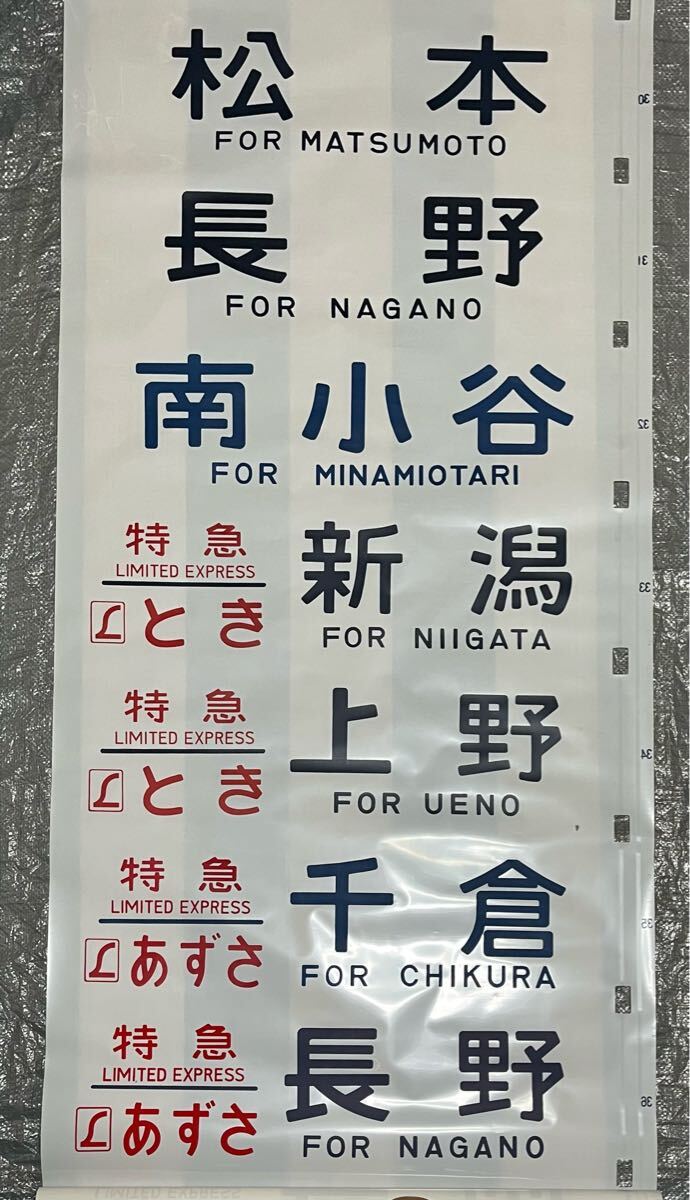 松本
FOR MATSUMOTO
30
長野
FOR NAGANO
31
南小谷
FOR MINAMIOTARI
32
特急
LIMITED EXPRESS
とき
新潟
FOR NIIGATA
33
特急
LIMITED EXPRESS
とき
上野
FOR UENO
34
特急
LIMITED EXPRESS
あずさ
千倉
FOR CHIKURA
35
特急
LIMITED EXPRESS
あずさ
長野
FOR NAGANO
36
LIMITED EXPRESS